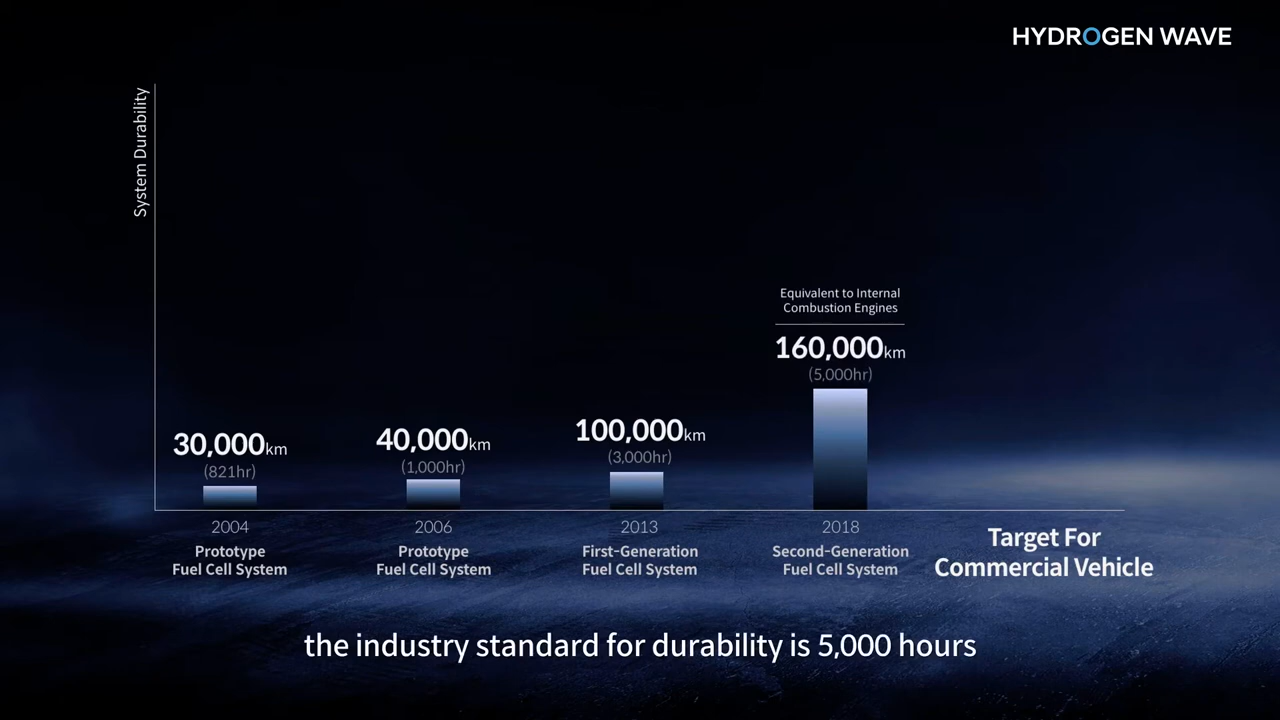 HYDROGEN WAVE
System Durability
Equivalent to Internal
Combustion Engines
30,000km
(821hr)
40,000km
(1,000hr)
100,000km
(3,000hr)
160,000km
(5,000hr)
2004
Prototype
Fuel Cell System
2006
Prototype
Fuel Cell System
2013
First-Generation
Fuel Cell System
2018
Second-Generation
Fuel Cell System
Target For
Commercial Vehicle
the industry standard for durability is 5,000 hours